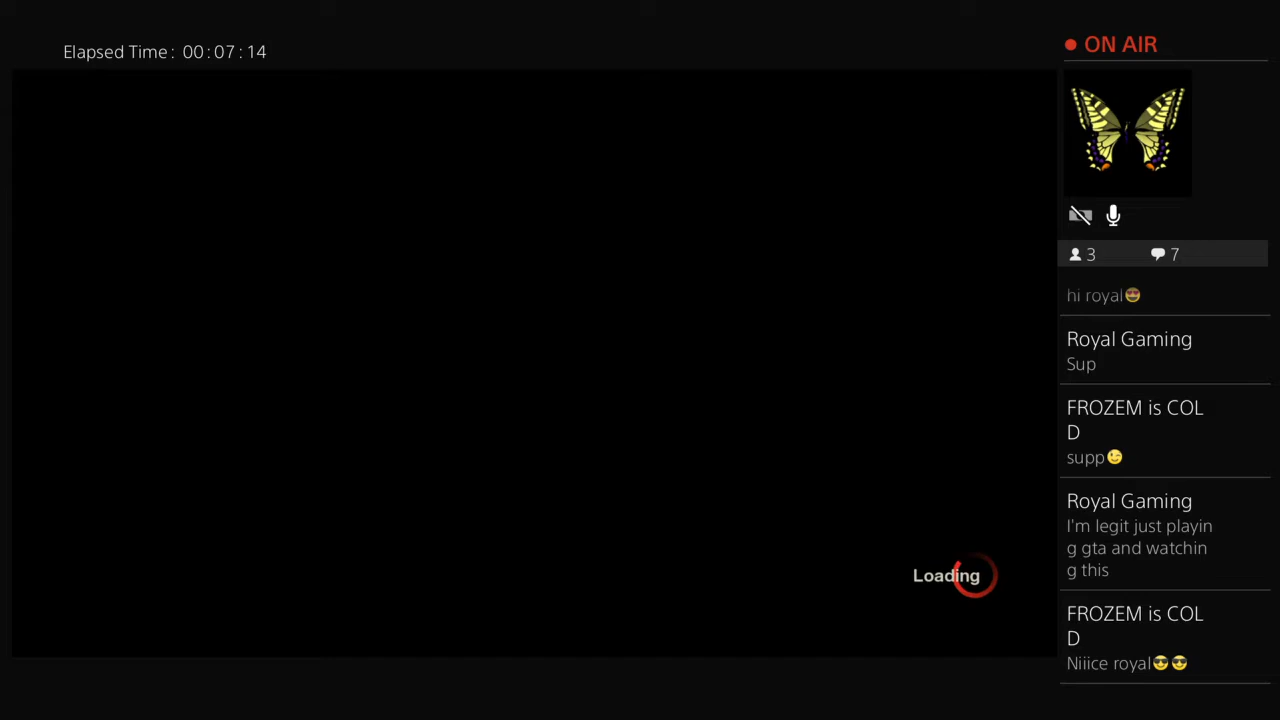 Elapsed Time: 00:07:14
ON AIR
3 7
hi royal😎
Royal Gaming
Sup
FROZEM is COL
D
supp😉
Royal Gaming
I'm legit just playin
g gta and watchin
g this
Loading
FROZEM is COL
D
Niiice royal😎😎